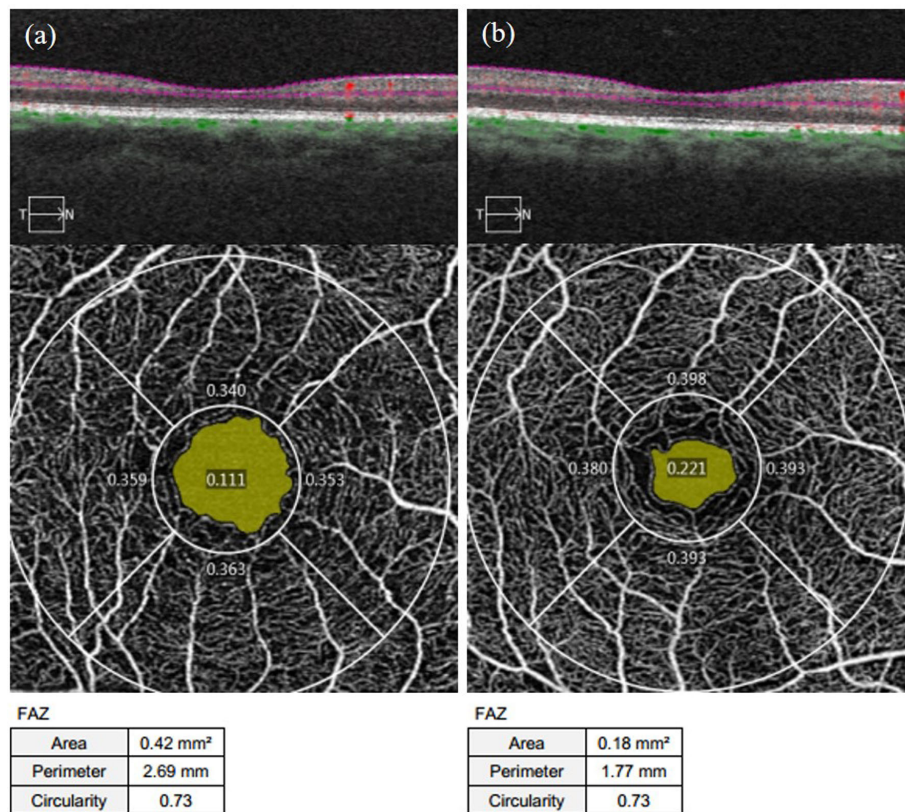 (a)
T N
0.340
0.359 0.111 0.353
0.363
FAZ
Area 0.42 mm²
Perimeter 2.69 mm
Circularity 0.73
(b)
T N
0.398
0.380 0.221 0.393
0.393
FAZ
Area 0.18 mm²
Perimeter 1.77 mm
Circularity 0.73